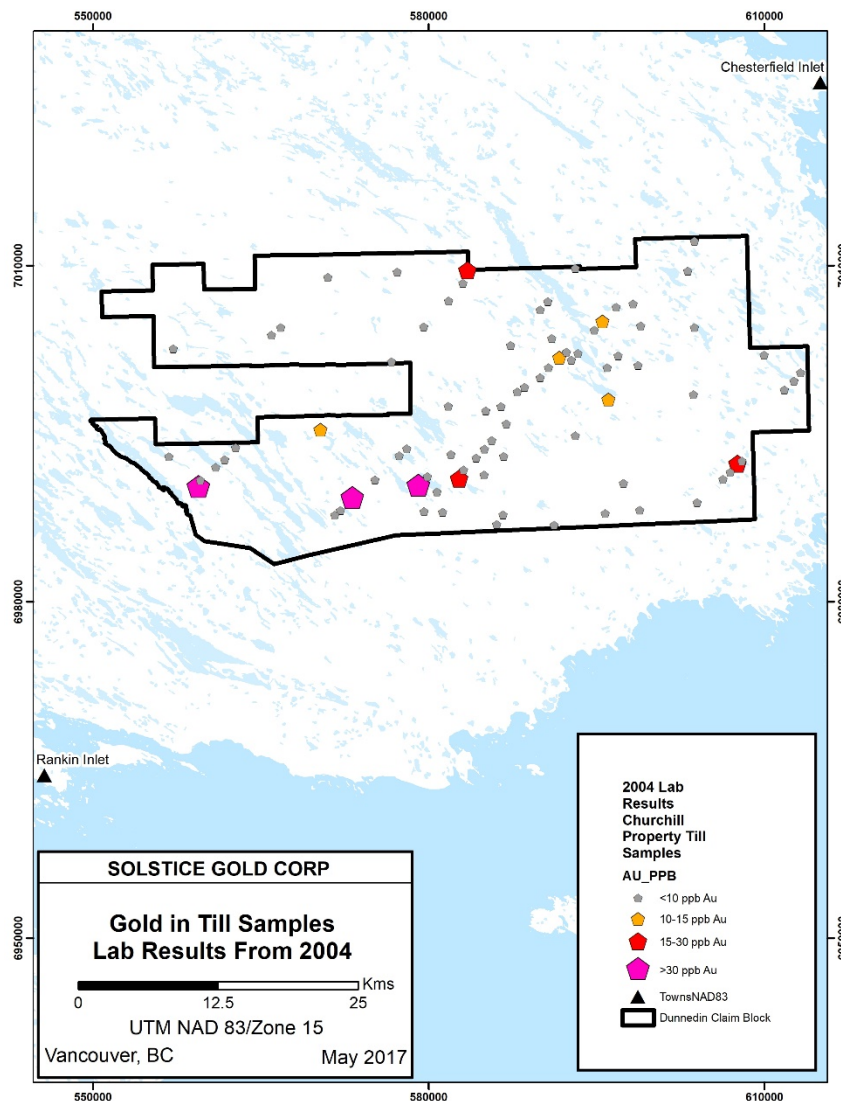 550000 580000 610000
Chesterfield Inlet
7010000 7010000
6980000 6980000
Rankin Inlet
2004 Lab
Results
Churchill
Property Till
Samples
AU_PPB
<10 ppb Au
10-15 ppb Au
15-30 ppb Au
>30 ppb Au
TownsNAD83
Dunnedin Claim Block
SOLSTICE GOLD CORP
Gold in Till Samples
Lab Results From 2004
Kms
0 12.5 25
UTM NAD 83/Zone 15
Vancouver, BC May 2017
6950000 6950000
550000 580000 610000